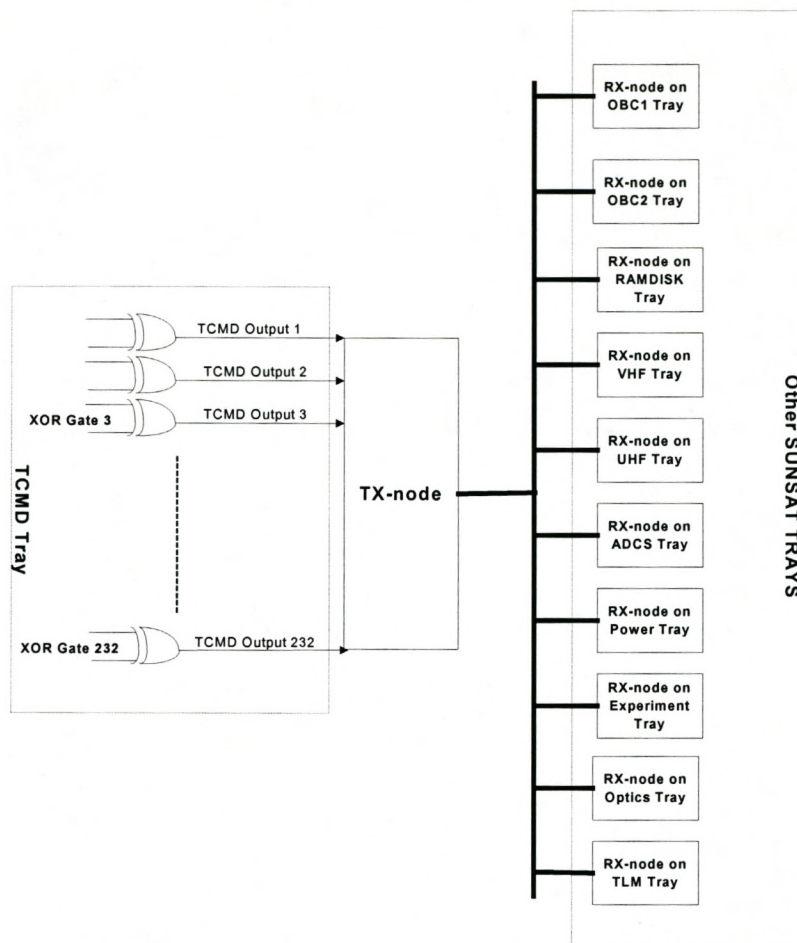 TCMD Tray
XOR Gate 3
XOR Gate 232
TCMD Output 1
TCMD Output 2
TCMD Output 3
TCMD Output 232
TX-node
RX-node on
OBC1 Tray
RX-node on
OBC2 Tray
RX-node on
RAMDISK
Tray
RX-node on
VHF Tray
RX-node on
UHF Tray
RX-node on
ADCS Tray
RX-node on
Power Tray
RX-node on
Experiment
Tray
RX-node on
Optics Tray
RX-node on
TLM Tray
Other SUNSAT TRAYS